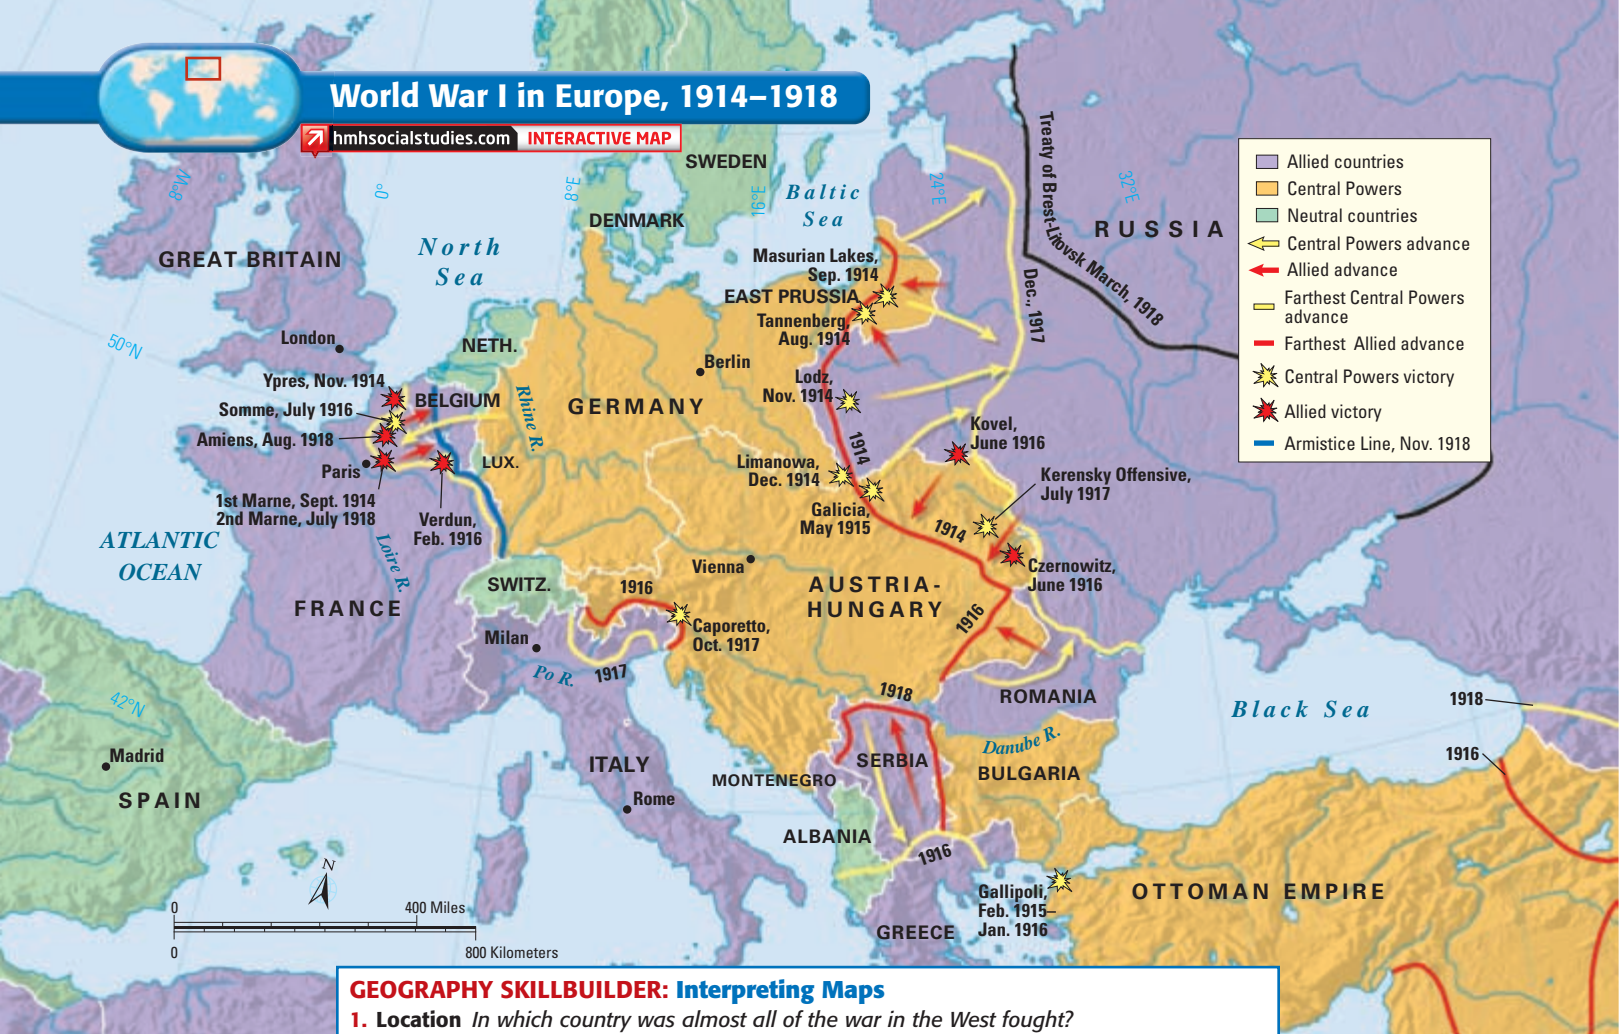 World War I in Europe, 1914–1918
hmhsocialstudies.com INTERACTIVE MAP
Allied countries
Central Powers
Neutral countries
Central Powers advance
Allied advance
Farthest Central Powers
advance
Farthest Allied advance
Central Powers victory
Allied victory
Armistice Line, Nov. 1918
8°W
0°
8°E
16°E
24°E
32°E
50°N
42°N
SWEDEN
DENMARK
Baltic
Sea
North
Sea
GREAT BRITAIN
London
RUSSIA
Treaty of Brest-Litovsk March, 1918
Dec., 1917
Masurian Lakes,
Sep. 1914
EAST PRUSSIA
Tannenberg,
Aug. 1914
NETH.
Berlin
Ypres, Nov. 1914
BELGIUM
Somme, July 1916
Amiens, Aug. 1918
Paris
LUX.
Rhine R.
GERMANY
Lodz,
Nov. 1914
1914
Kovel,
June 1916
Kerensky Offensive,
July 1917
Limanowa,
Dec. 1914
Galicia,
May 1915
1914
1st Marne, Sept. 1914
2nd Marne, July 1918
Verdun,
Feb. 1916
ATLANTIC
OCEAN
Loire R.
FRANCE
SWITZ.
Vienna
AUSTRIA-
HUNGARY
Czernowitz,
June 1916
1916
1916
Caporetto,
Oct. 1917
Milan
Po R.
1917
1918
ROMANIA
Black Sea
1918
1916
Danube R.
SERBIA
BULGARIA
MONTENEGRO
ITALY
Rome
Madrid
SPAIN
ALBANIA
1916
Gallipoli,
Feb. 1915–
Jan. 1916
OTTOMAN EMPIRE
GREECE
N
0 400 Miles
0 800 Kilometers
GEOGRAPHY SKILLBUILDER: Interpreting Maps
1. Location In which country was almost all of the war in the West fought?